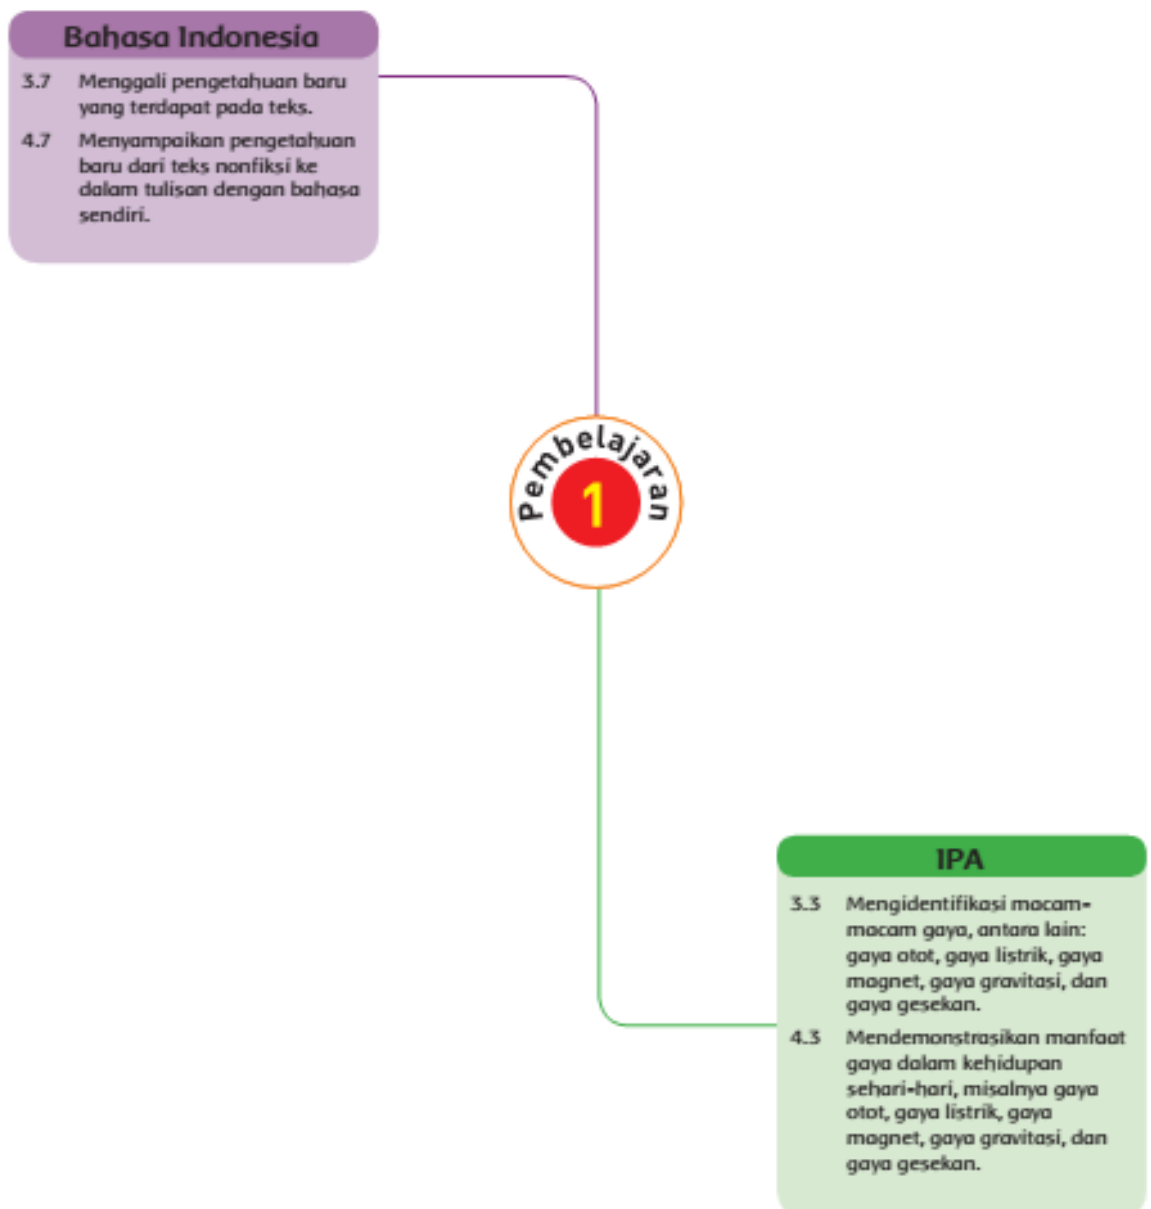 Bahasa Indonesia
3.7 Menggali pengetahuan baru
yang terdapat pada teks.
4.7 Menyampaikan pengetahuan
baru dari teks nonfiksi ke
dalam tulisan dengan bahasa
sendiri.
Pembelajaran
1
IPA
3.3 Mengidentifikasi macam-
macam gaya, antara lain:
gaya otot, gaya listrik, gaya
magnet, gaya gravitasi, dan
gaya gesekan.
4.3 Mendemonstrasikan manfaat
gaya dalam kehidupan
sehari-hari, misalnya gaya
otot, gaya listrik, gaya
magnet, gaya gravitasi, dan
gaya gesekan.